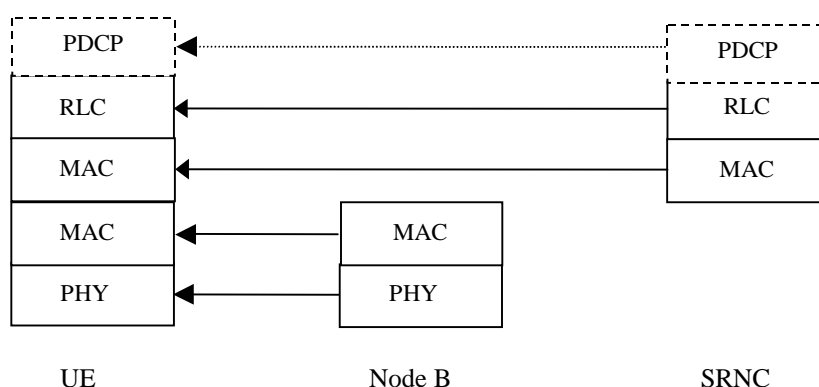 PDCP PDCP
RLC RLC
MAC MAC
MAC MAC
PHY PHY
UE Node B SRNC